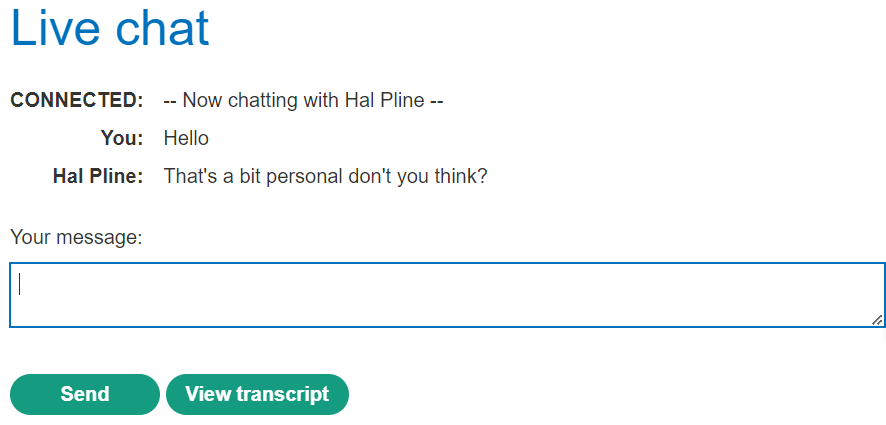 Live chat
CONNECTED: -- Now chatting with Hal Pline --
You: Hello
Hal Pline: That's a bit personal don't you think?
Your message:
Send View transcript